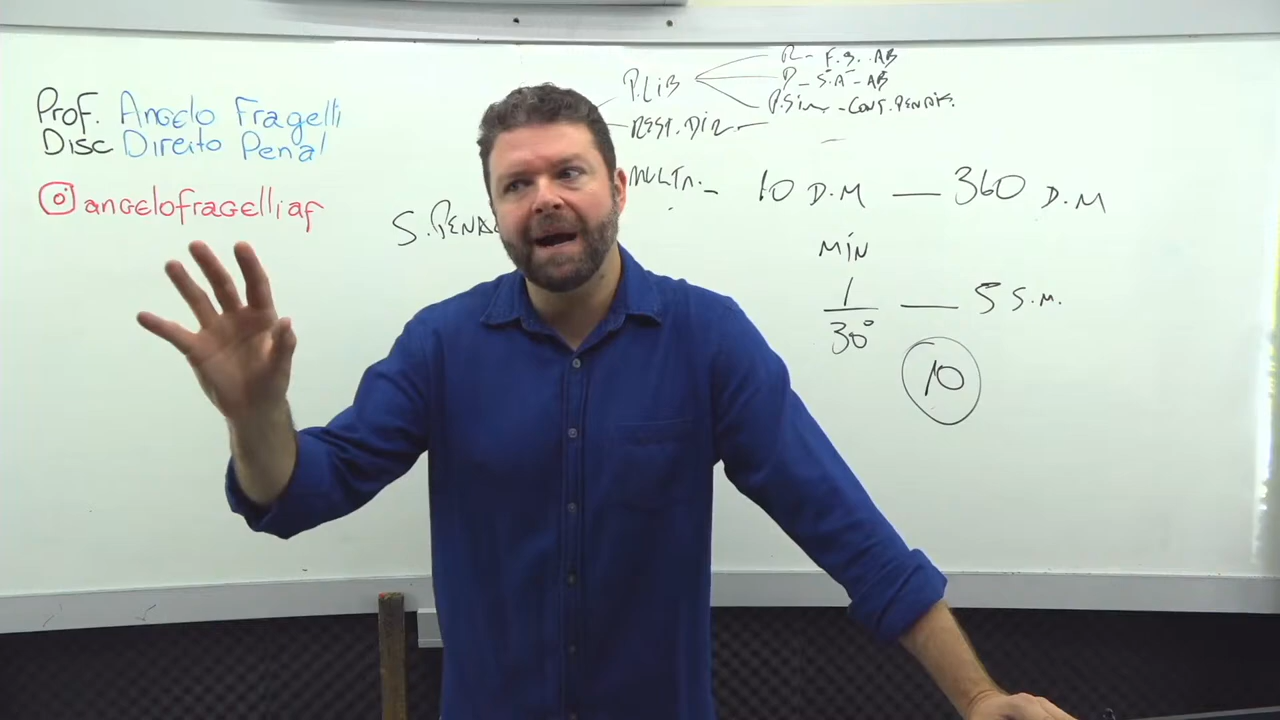 Prof. Angelo Fragelli
Disc Direito Penal
angelofragelliaf
S. PENAL
P.LIB
R - F.S. AB
D - S.A - AB
P.Sim - CONT.PENAIS.
REST. DIR.
MULTA. - 10 D.M — 360 D.M
MÍN
1/30° — 5 S.M.
10